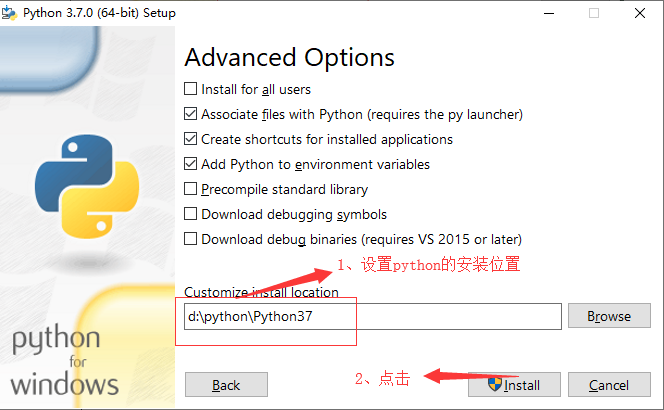 Python 3.7.0 (64-bit) Setup
Advanced Options
Install for all users
Associate files with Python (requires the py launcher)
Create shortcuts for installed applications
Add Python to environment variables
Precompile standard library
Download debugging symbols
Download debug binaries (requires VS 2015 or later)
1、设置python的安装位置
Customize install location
d:\python\Python37
Browse
python
for
windows
Back
2、点击
Install
Cancel